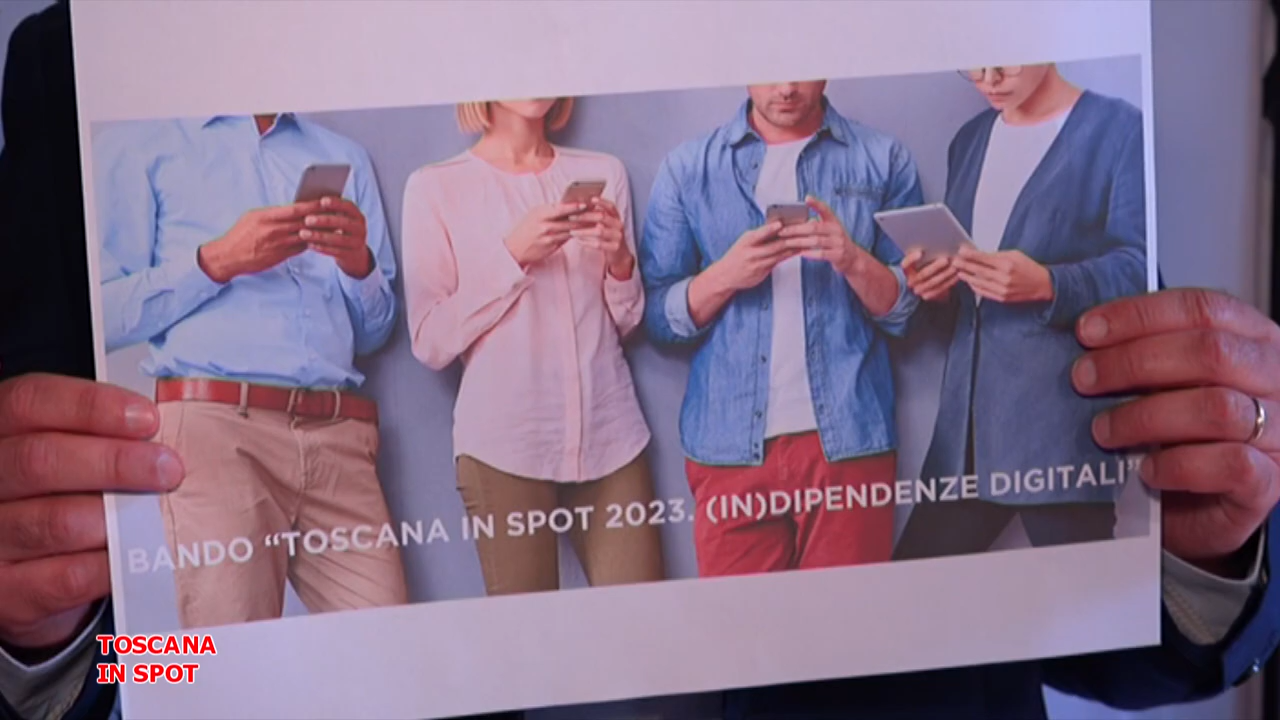 BANDO “TOSCANA IN SPOT 2023. (IN)DIPENDENZE DIGITALI”
TOSCANA
IN SPOT